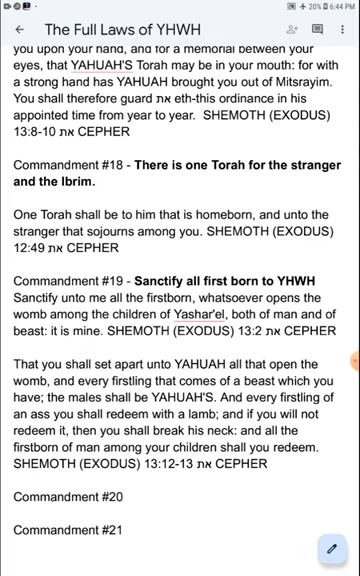 20% 6:44 PM
The Full Laws of YHWH
you upon your hand, and for a memorial between your
eyes, that YAHUAH'S Torah may be in your mouth: for with
a strong hand has YAHUAH brought you out of Mitsrayim.
You shall therefore guard את eth-this ordinance in his
appointed time from year to year. SHEMOTH (EXODUS)
13:8-10 את CEPHER
Commandment #18 - There is one Torah for the stranger
and the Ibrim.
One Torah shall be to him that is homeborn, and unto the
stranger that sojourns among you. SHEMOTH (EXODUS)
12:49 את CEPHER
Commandment #19 - Sanctify all first born to YHWH
Sanctify unto me all the firstborn, whatsoever opens the
womb among the children of Yashar'el, both of man and of
beast: it is mine. SHEMOTH (EXODUS) 13:2 את CEPHER
That you shall set apart unto YAHUAH all that open the
womb, and every firstling that comes of a beast which you
have; the males shall be YAHUAH'S. And every firstling of
an ass you shall redeem with a lamb; and if you will not
redeem it, then you shall break his neck: and all the
firstborn of man among your children shall you redeem.
SHEMOTH (EXODUS) 13:12-13 את CEPHER
Commandment #20
Commandment #21